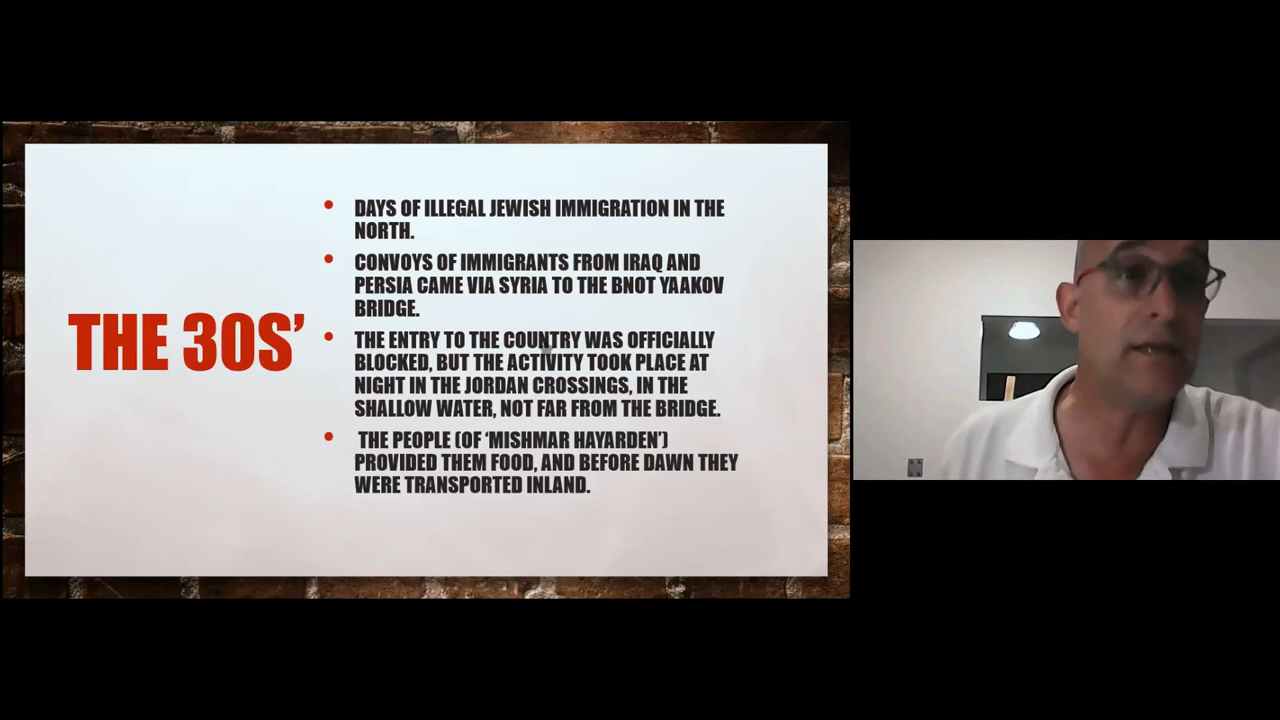 THE 30S’
DAYS OF ILLEGAL JEWISH IMMIGRATION IN THE
NORTH.
CONVOYS OF IMMIGRANTS FROM IRAQ AND
PERSIA CAME VIA SYRIA TO THE BNOT YAAKOV
BRIDGE.
THE ENTRY TO THE COUNTRY WAS OFFICIALLY
BLOCKED, BUT THE ACTIVITY TOOK PLACE AT
NIGHT IN THE JORDAN CROSSINGS, IN THE
SHALLOW WATER, NOT FAR FROM THE BRIDGE.
THE PEOPLE (OF ‘MISHMAR HAYARDEN’)
PROVIDED THEM FOOD, AND BEFORE DAWN THEY
WERE TRANSPORTED INLAND.